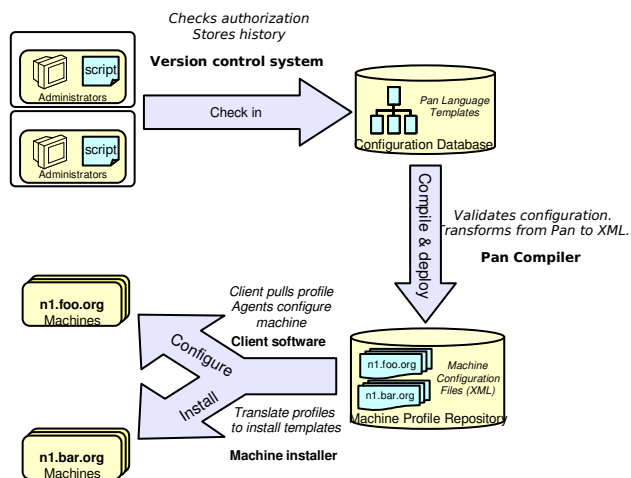 Checks authorization
Stores history
Version control system
script
Administrators
script
Administrators
Check in
Pan Language
Templates
Configuration Database
Compile & deploy
Validates configuration.
Transforms from Pan to XML.
Pan Compiler
n1.foo.org
Machines
Client pulls profile
Agents configure
machine
Client software
Configure
Install
n1.foo.org
n1.bar.org
Machine
Configuration
Files (XML)
Machine Profile Repository
Translate profiles
to install templates
Machine installer
n1.bar.org
Machines